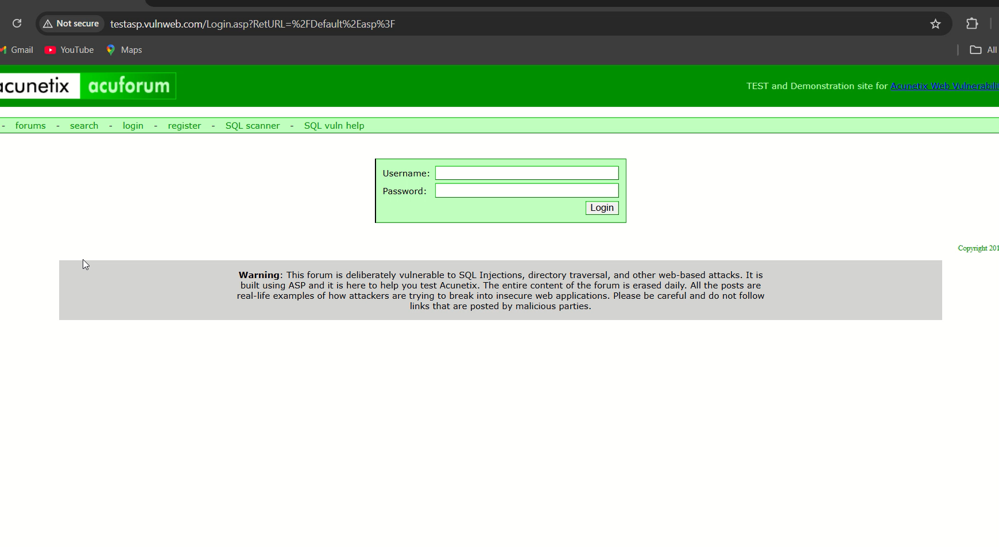 Not secure testasp.vulnweb.com/Login.asp?RetURL=%2FDefault%2Easp%3F
Gmail YouTube Maps All
acunetix acuforum
TEST and Demonstration site for Acunetix Web
- forums - search - login - register - SQL scanner - SQL vuln help
Username:
Password:
Login
Copyright
Warning: This forum is deliberately vulnerable to SQL Injections, directory traversal, and other web-based attacks. It is
built using ASP and it is here to help you test Acunetix. The entire content of the forum is erased daily. All the posts are
real-life examples of how attackers are trying to break into insecure web applications. Please be careful and do not follow
links that are posted by malicious parties.